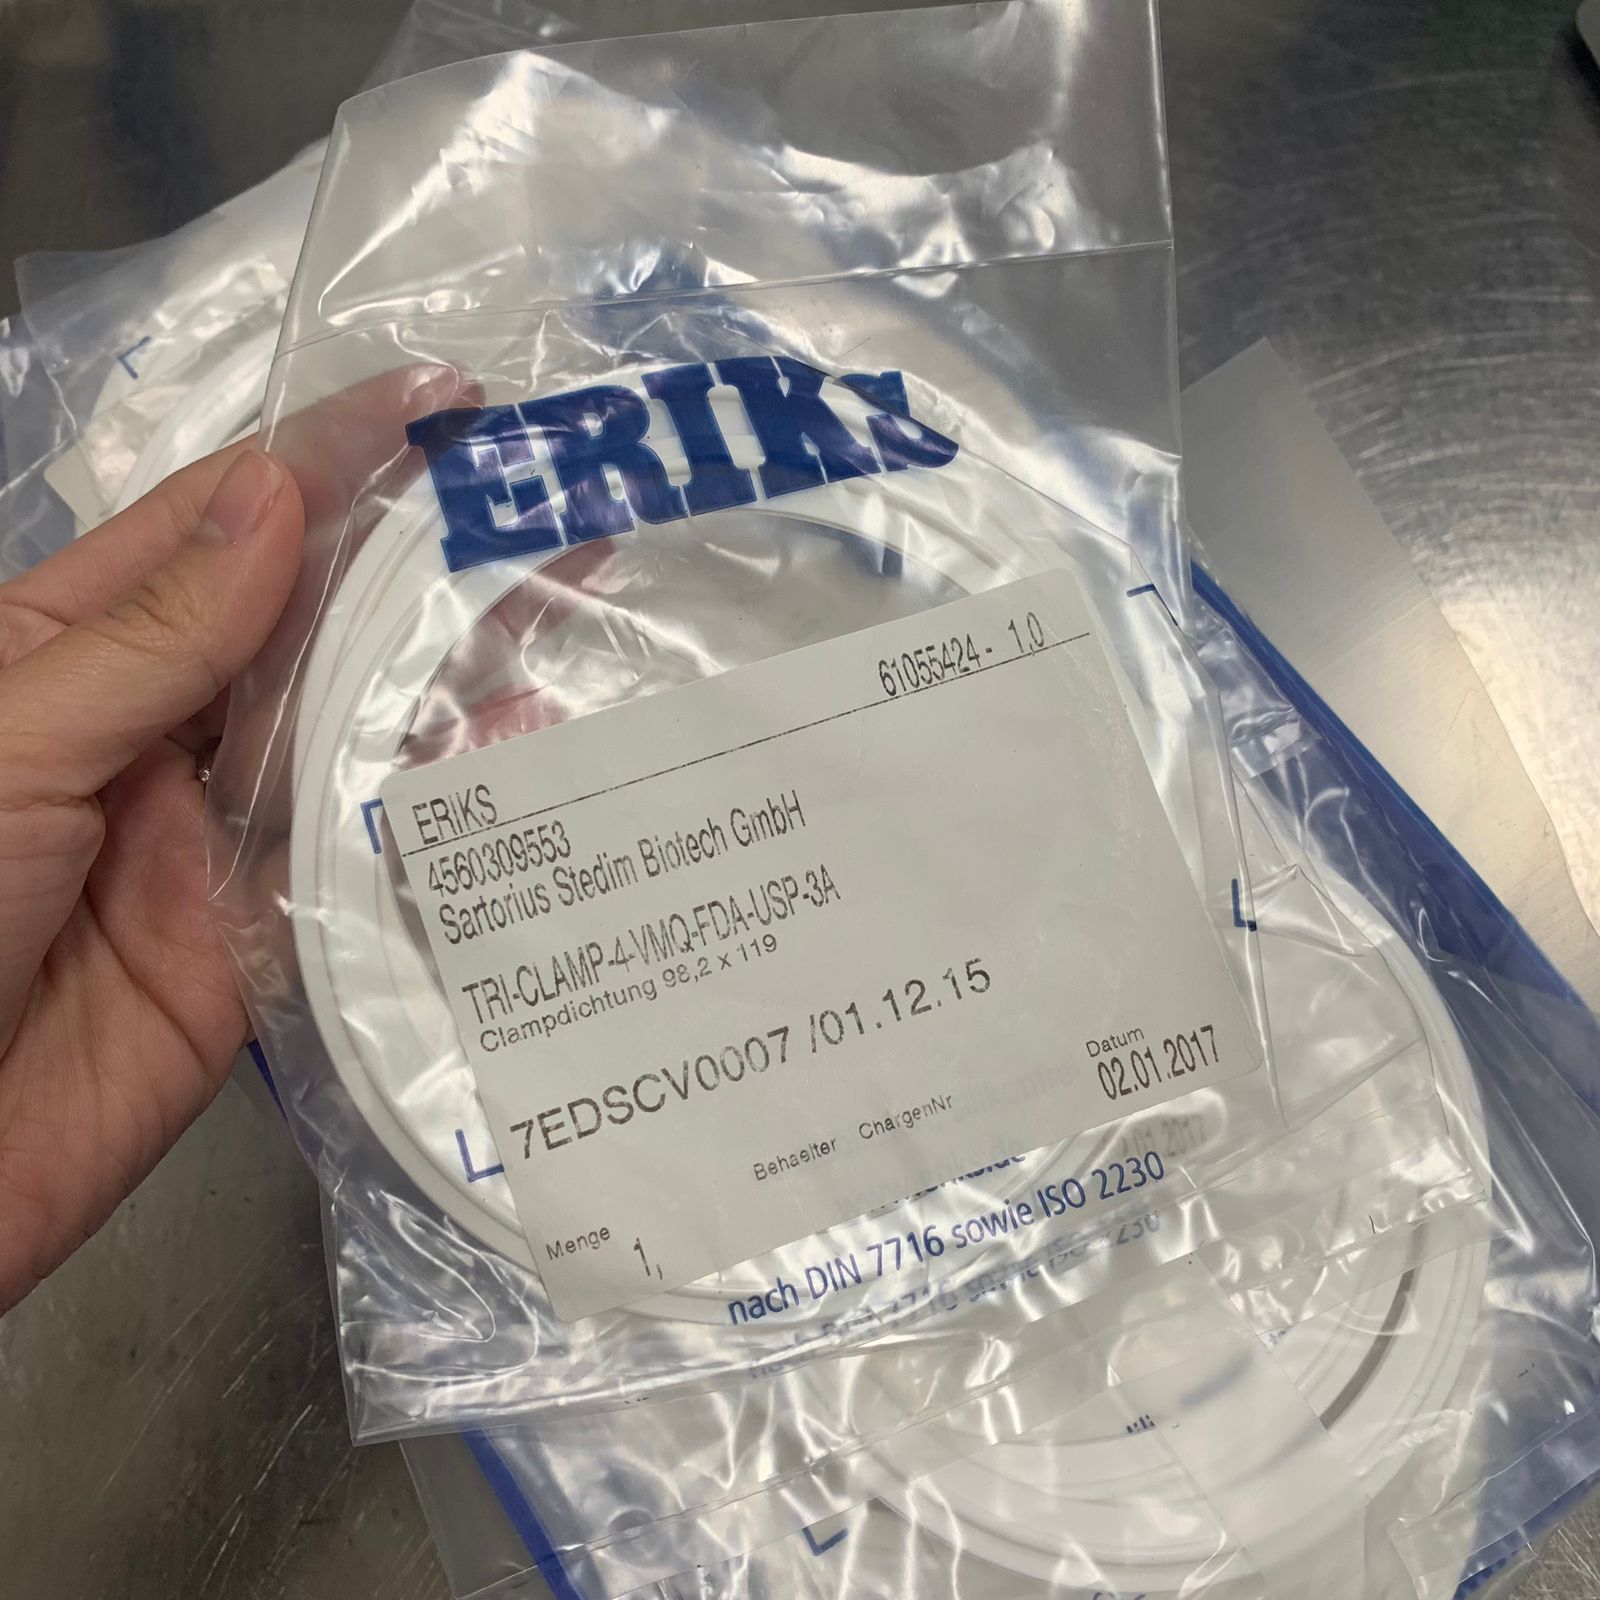 ERIKS
61055424- 1,0
ERIKS
4560309553
Sartorius Stedim Biotech GmbH
TRI-CLAMP-4-VMQ-FDA-USP-3A
Clampdichtung 98,2 x 119
7EDSCV0007 /01.12.15
Datum
02.01.2017
Behaelter ChargenNr
Menge
1,
nach DIN 7716 sowie ISO 2230